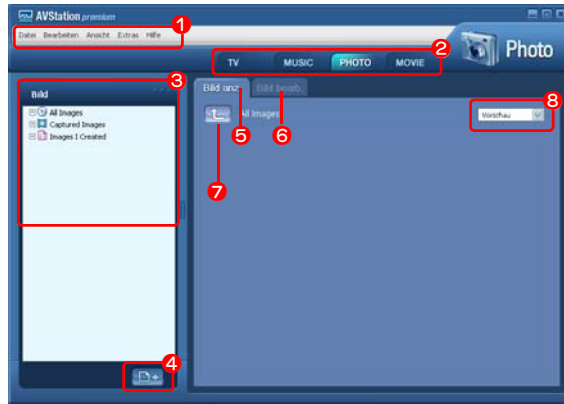 AVStation premium
1
Datei Bearbeiten Ansicht Extras Hilfe
2
TV MUSIC PHOTO MOVIE
Photo
3
Bild
All Images
Captured Images
Images I Created
Bild anz. Bild bearb.
All Images
Vorschau
8
5
6
7
4